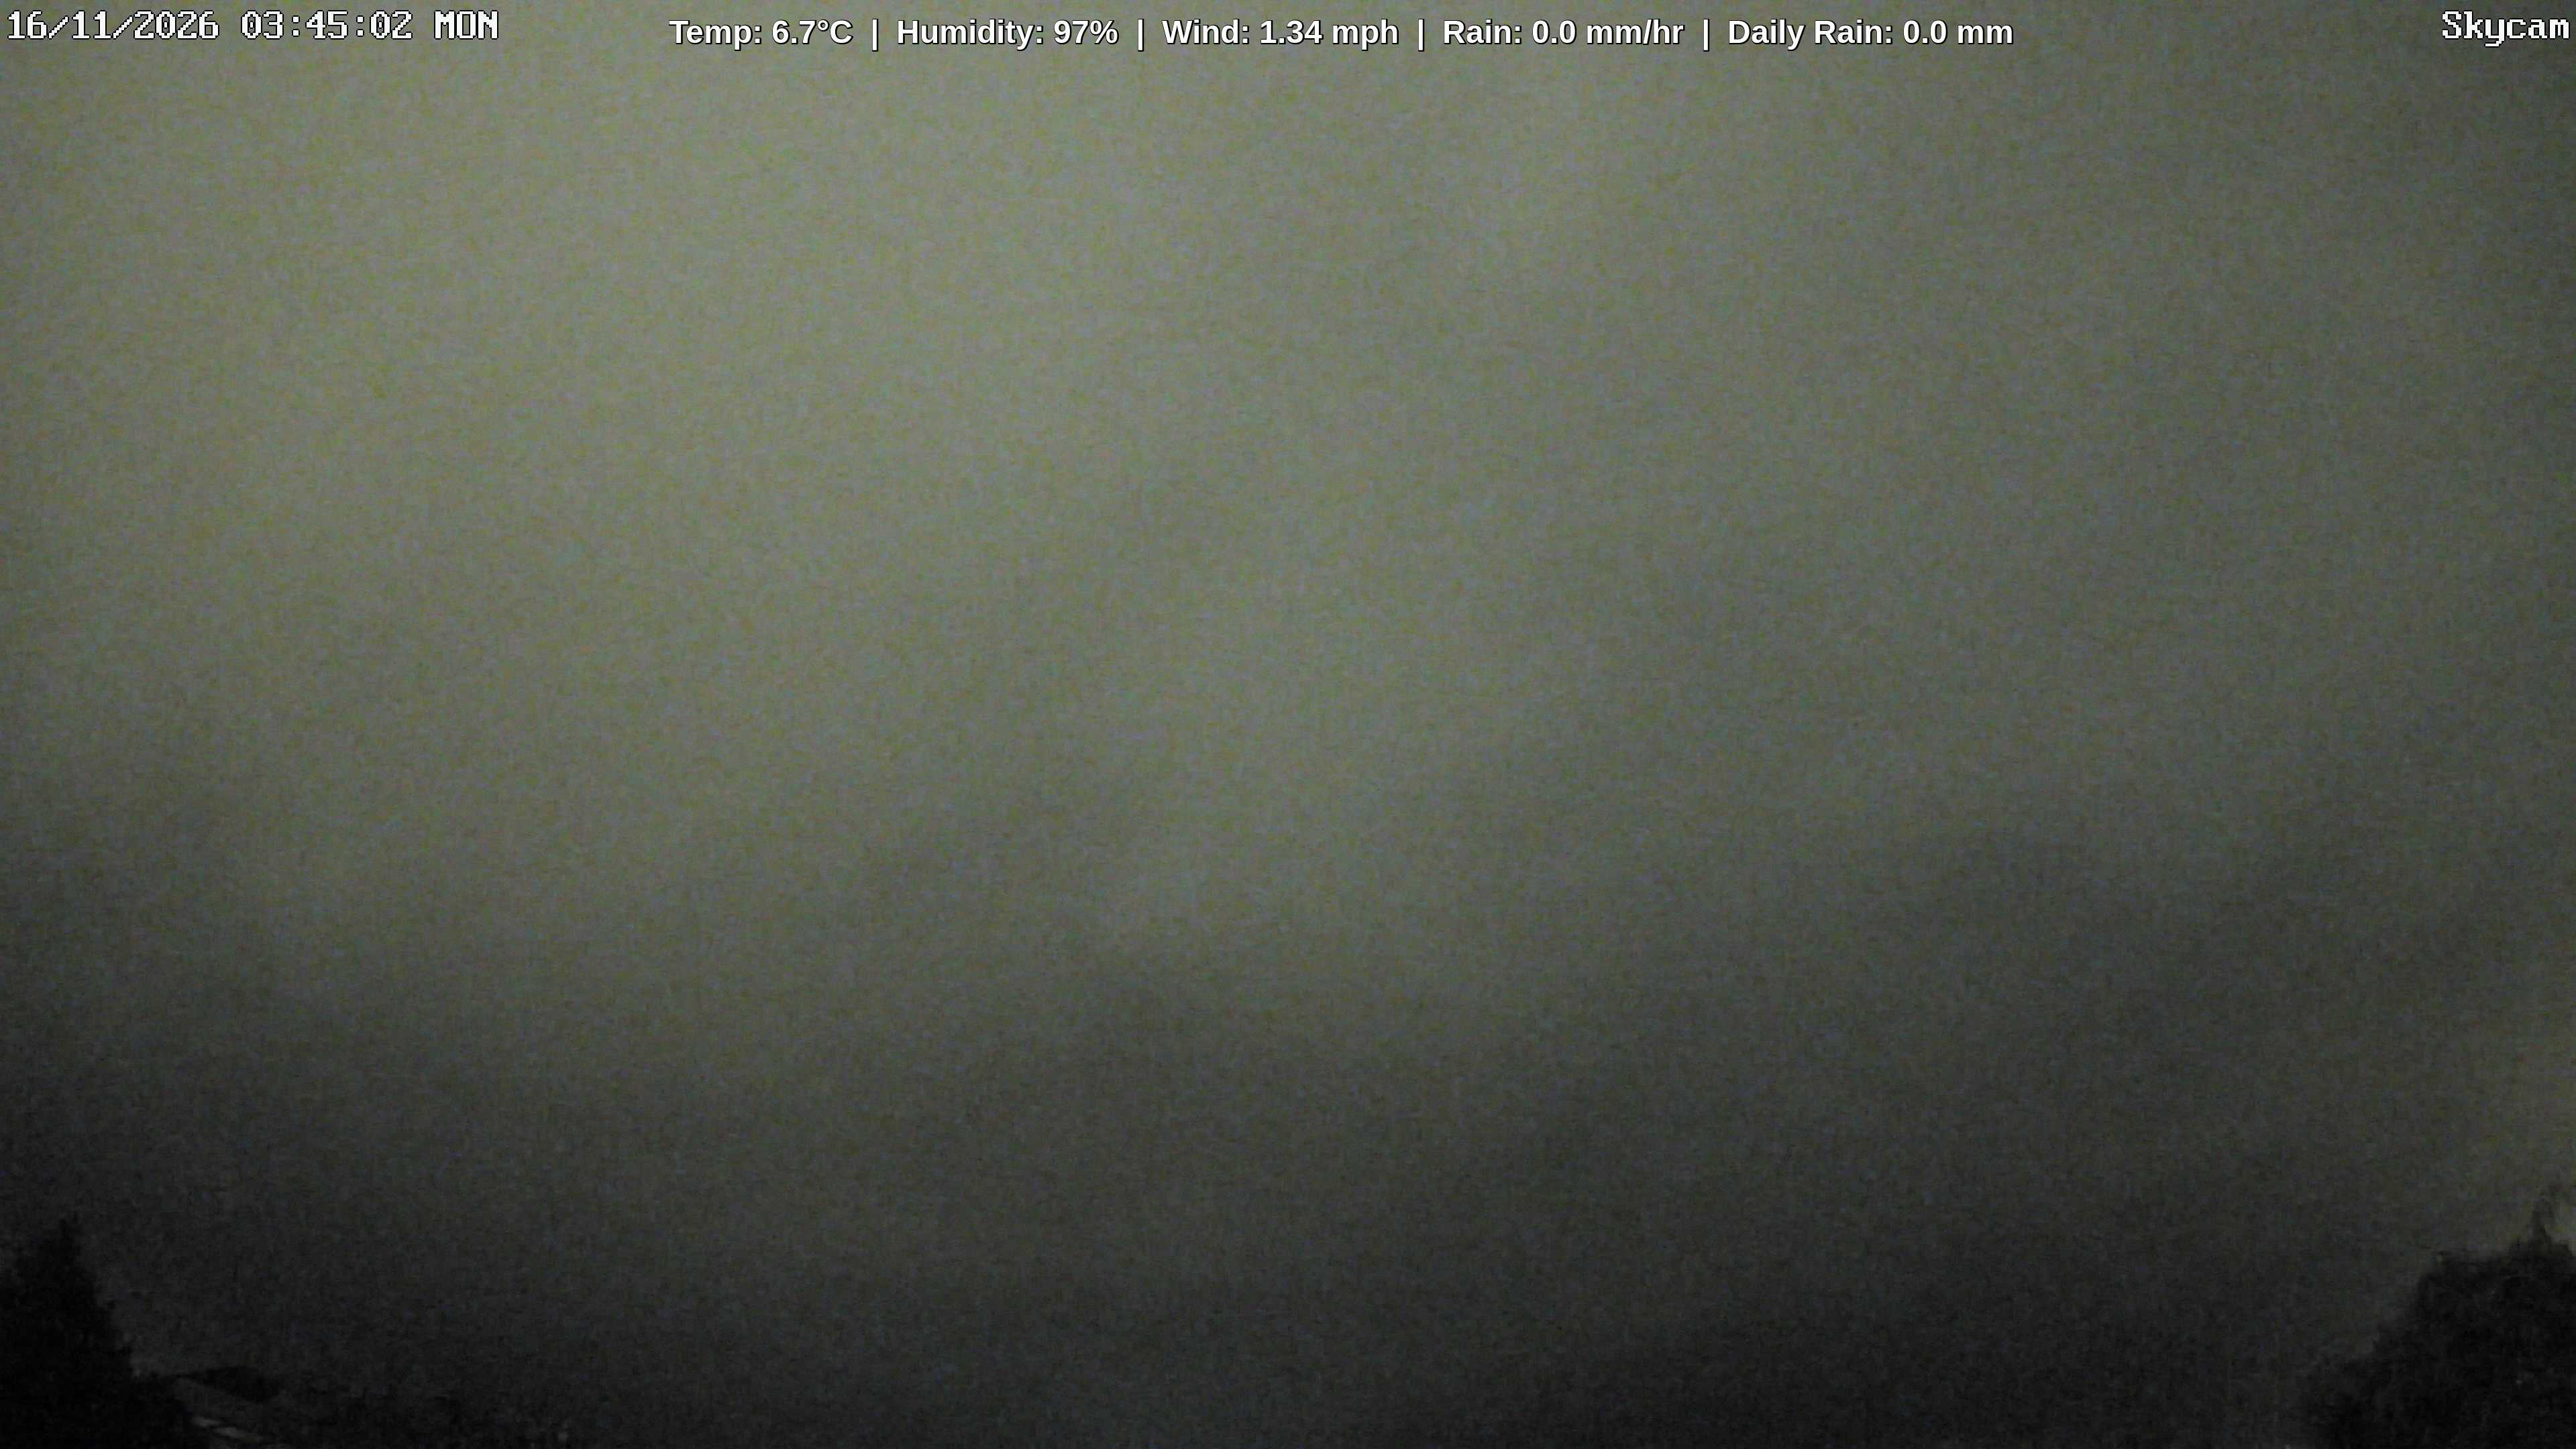 16/11/2026 03:45:02 MON
Temp: 6.7°C | Humidity: 97% | Wind: 1.34 mph | Rain: 0.0 mm/hr | Daily Rain: 0.0 mm
Skycam